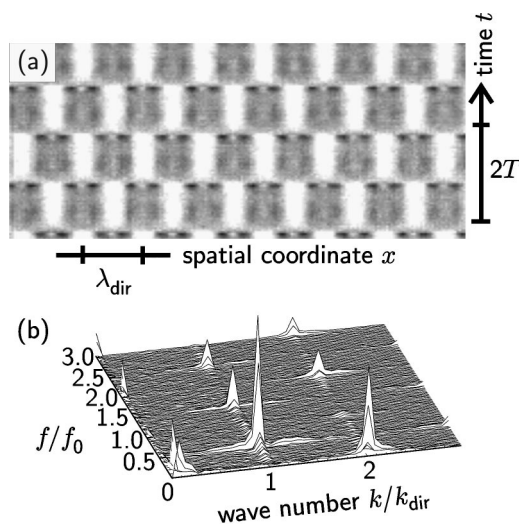 (a)
time t
2T
λdir
spatial coordinate x
(b)
3.0
2.5
2.0
1.5
1.0
0.5
f/f0
0
1
2
wave number k/kdir